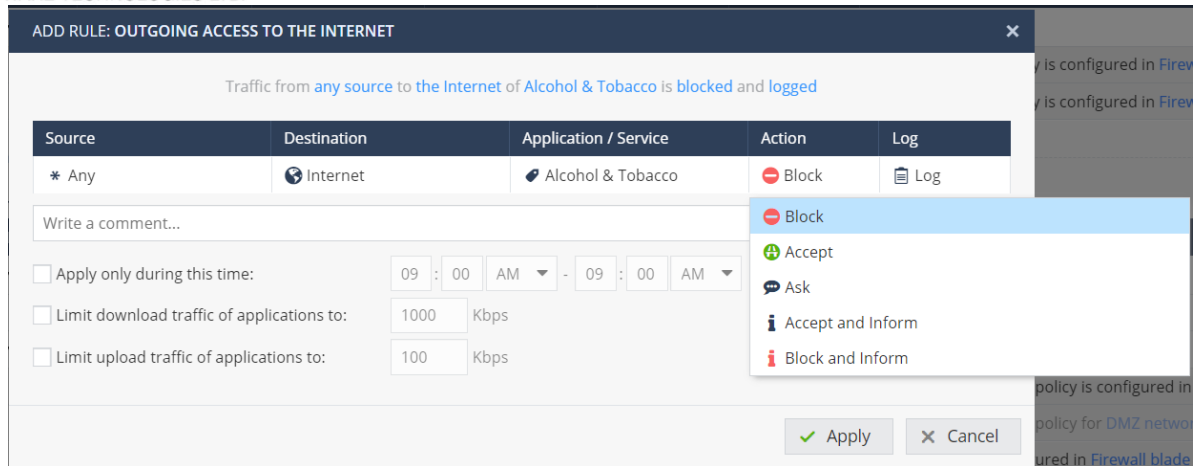 ADD RULE: OUTGOING ACCESS TO THE INTERNET
y is configured in Firew
Traffic from any source to the Internet of Alcohol & Tobacco is blocked and logged
y is configured in Firew
Source Destination Application / Service Action Log
* Any Internet Alcohol & Tobacco Block Log
Write a comment...
Block
Apply only during this time: 09 : 00 AM - 09 : 00 AM
Accept
Ask
Limit download traffic of applications to: 1000 Kbps
Accept and Inform
Limit upload traffic of applications to: 100 Kbps
Block and Inform
policy is configured in
policy for DMZ networ
Apply Cancel
ured in Firewall blade